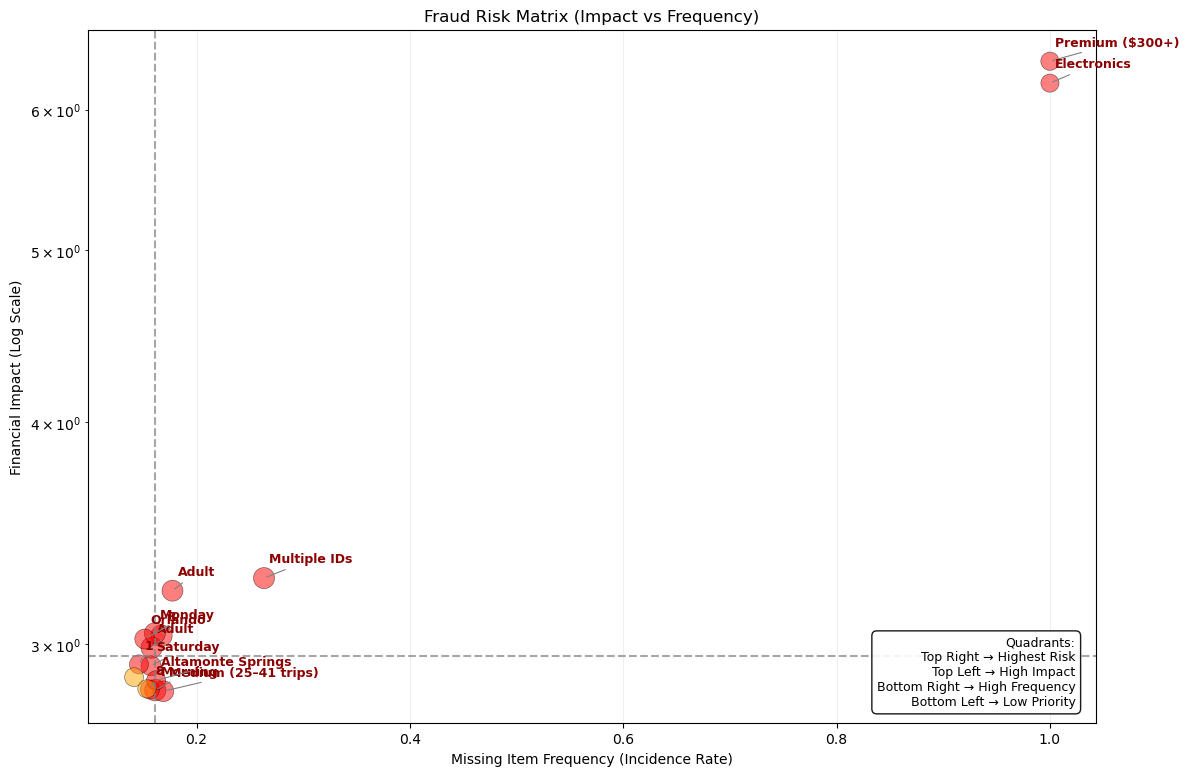 Fraud Risk Matrix (Impact vs Frequency)
Premium ($300+)
Electronics
6 × 10⁰
5 × 10⁰
4 × 10⁰
3 × 10⁰
Financial Impact (Log Scale)
Multiple IDs
Adult
Monday
Orlando
Adult
1
Saturday
Altamonte Springs
8
Morning
Medium (25–41 trips)
Quadrants:
Top Right → Highest Risk
Top Left → High Impact
Bottom Right → High Frequency
Bottom Left → Low Priority
0.2
0.4
0.6
0.8
1.0
Missing Item Frequency (Incidence Rate)